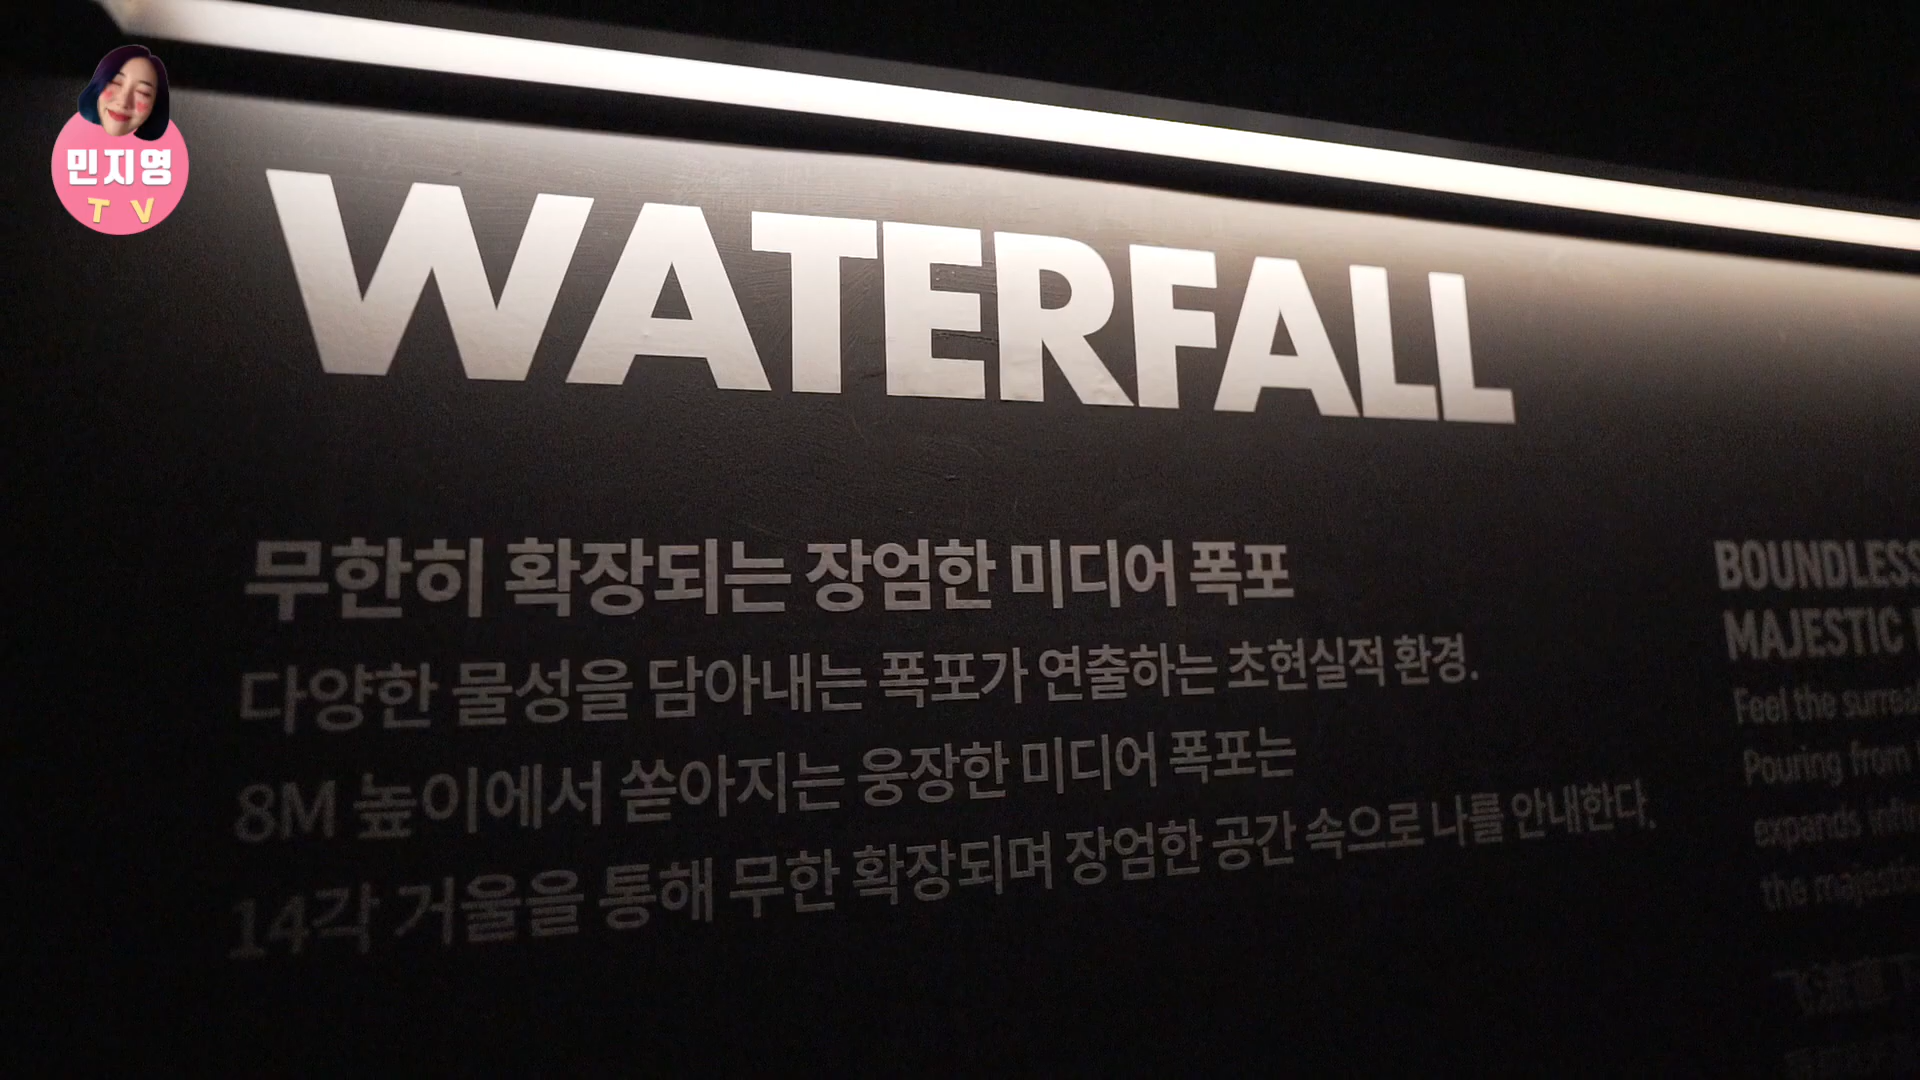 민지영
TV
WATERFALL
무한히 확장되는 장엄한 미디어 폭포
다양한 물성을 담아내는 폭포가 연출하는 초현실적 환경.
8M 높이에서 쏟아지는 웅장한 미디어 폭포는
14각 거울을 통해 무한 확장되며 장엄한 공간 속으로 나를 안내한다.
BOUNDLESS
MAJESTIC
Feel the surreal
Pouring from
expands
the majestic